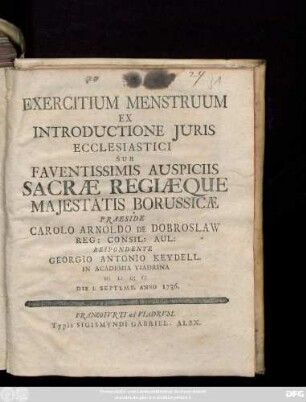 EXERCITIUM MENSTRUUM
EX
INTRODUCTIONE JURIS
ECCLESIASTICI
SUB
FAVENTISSIMIS AUSPICIIS
SACRÆ REGIÆQUE
MAJESTATIS BORUSSICÆ
PRAESIDE
CAROLO ARNOLDO DE DOBROSLAW
REG: CONSIL: AUL:
RESPONDENTE
GEORGIO ANTONIO KEYDELL.
IN ACADEMIA VIADRINA
DIE I. SEPTEMB. ANNO 1736.
FRANCOFURTI ad VIADRUM.
Typis SIGISMUNDI GABRIEL. ALEX.